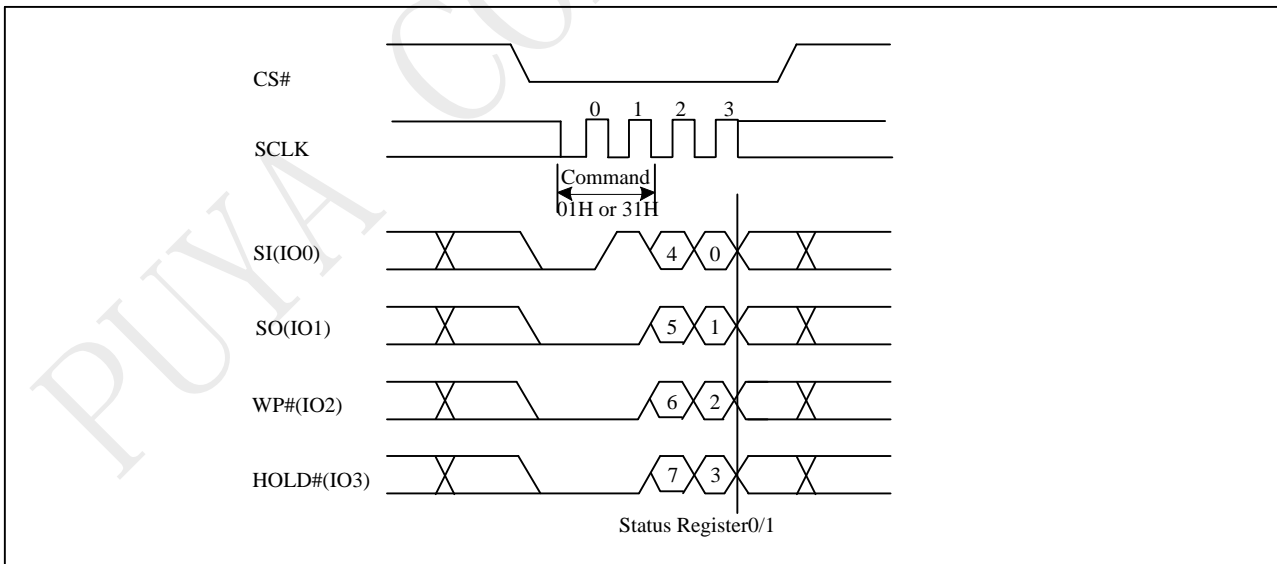 PUYA CO
CS#
0 1 2 3
SCLK
Command
01H or 31H
SI(IO0)
4 0
SO(IO1)
5 1
WP#(IO2)
6 2
HOLD#(IO3)
7 3
Status Register0/1